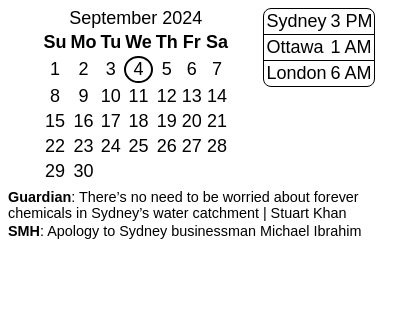 September 2024
Su Mo Tu We Th Fr Sa
1 2 3 4 5 6 7
8 9 10 11 12 13 14
15 16 17 18 19 20 21
22 23 24 25 26 27 28
29 30
Sydney 3 PM
Ottawa 1 AM
London 6 AM
Guardian: There’s no need to be worried about forever
chemicals in Sydney’s water catchment | Stuart Khan
SMH: Apology to Sydney businessman Michael Ibrahim